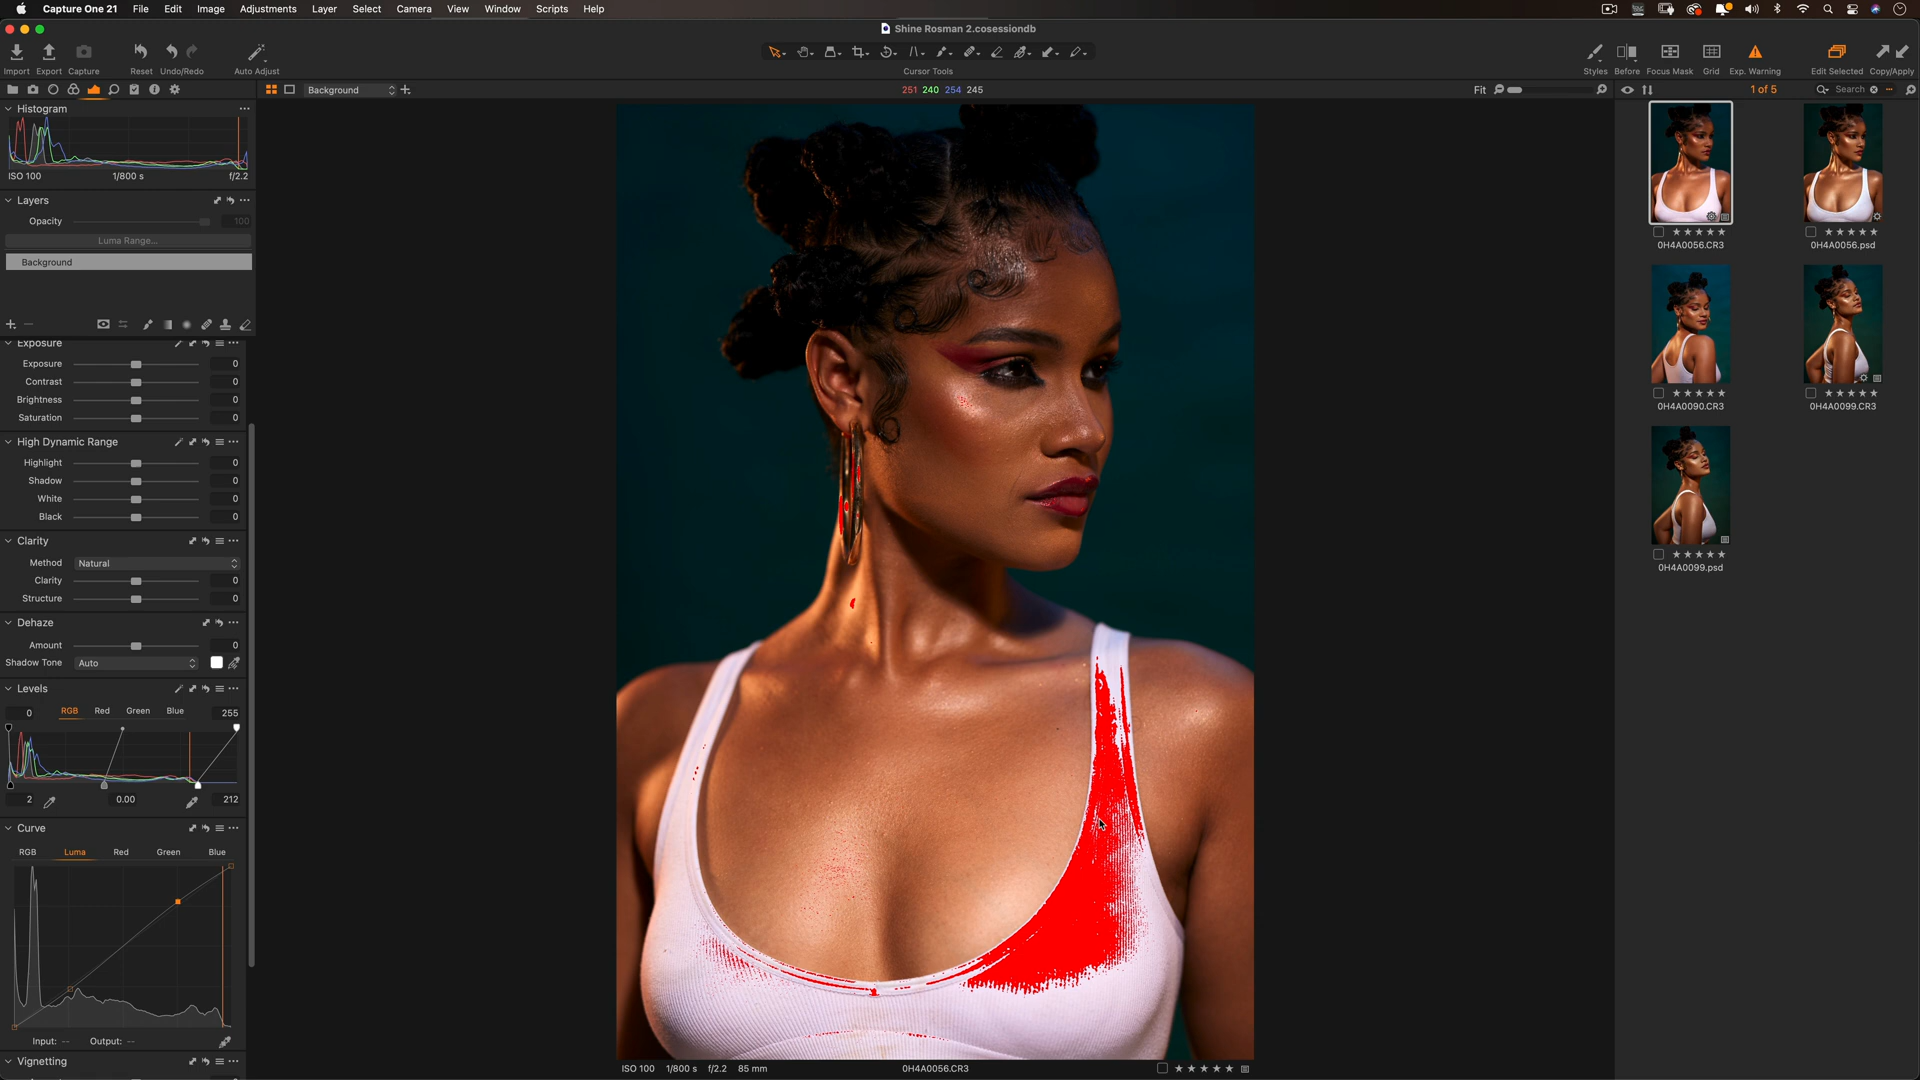 Capture One 21 File Edit Image Adjustments Layer Select Camera View Window Scripts Help
Shine Rosman 2.cosessiondb
Import Export Capture Reset Undo/Redo Auto Adjust Cursor Tools Styles Before Focus Mask Grid Exp. Warning Edit Selected Copy/Apply
Background 251 240 254 245 Fit 1 of 5 Search
Histogram
ISO 100 1/800 s f/2.2
Layers
Opacity 100
Luma Range...
Background
Exposure
Exposure 0
Contrast 0
Brightness 0
Saturation 0
High Dynamic Range
Highlight 0
Shadow 0
White 0
Black 0
Clarity
Method Natural
Clarity 0
Structure 0
Dehaze
Amount 0
Shadow Tone Auto
Levels
0 RGB Red Green Blue 255
2 0.00 212
Curve
RGB Luma Red Green Blue
Input: -- Output: --
Vignetting
ISO 100 1/800 s f/2.2 85 mm 0H4A0056.CR3
0H4A0056.CR3 0H4A0056.psd
0H4A0090.CR3 0H4A0099.CR3
0H4A0099.psd